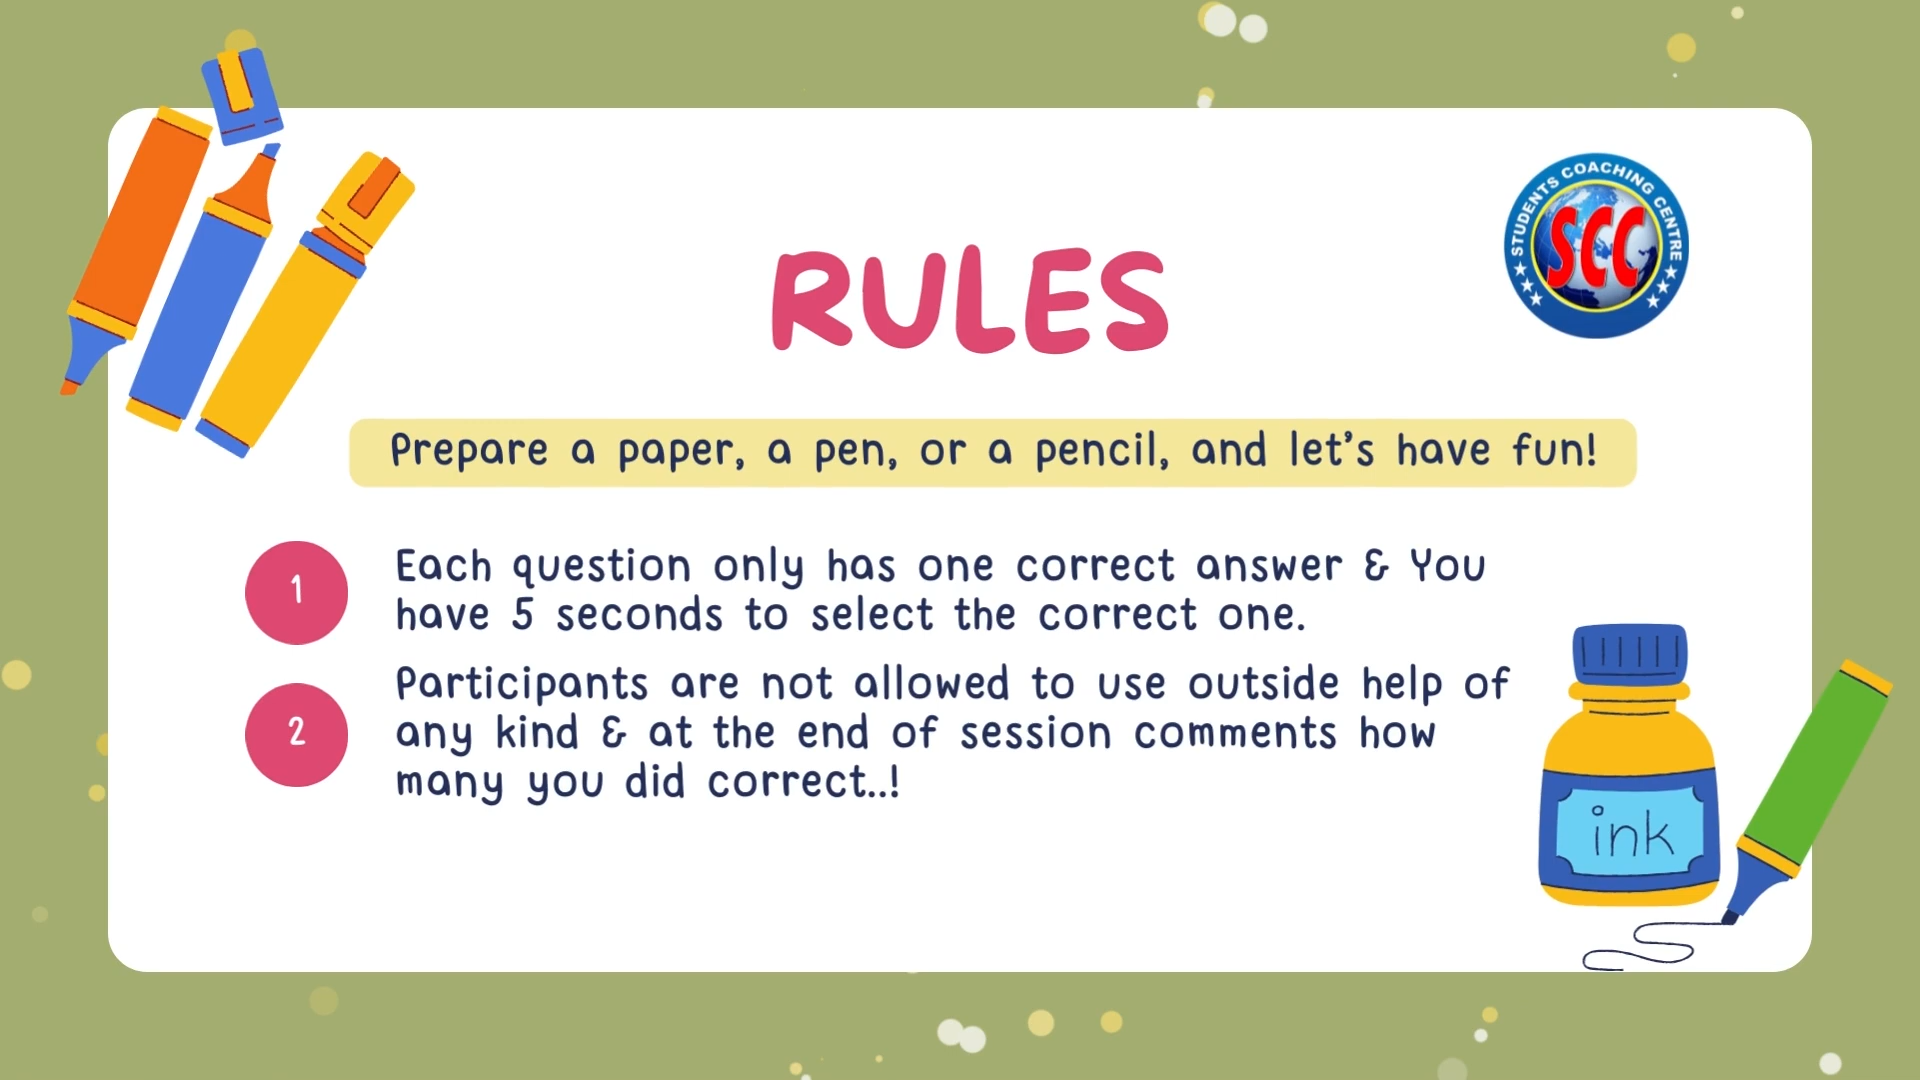 STUDENTS COACHING CENTRE
SCC
RULES
Prepare a paper, a pen, or a pencil, and let's have fun!
1
Each question only has one correct answer & You
have 5 seconds to select the correct one.
2
Participants are not allowed to use outside help of
any kind & at the end of session comments how
many you did correct..!
ink